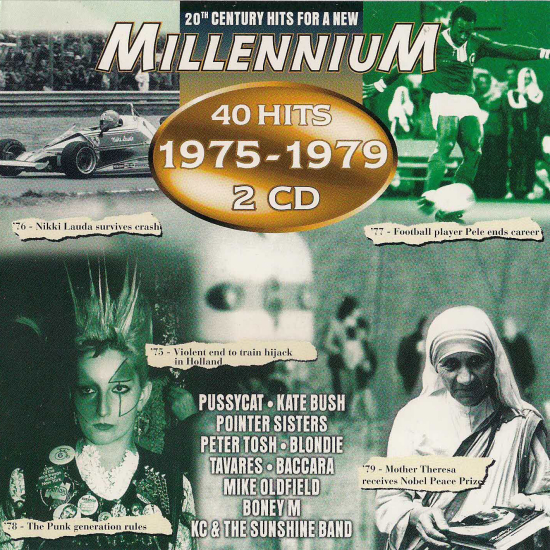 20TH CENTURY HITS FOR A NEW
MILLENNIUM
40 HITS
1975-1979
2 CD
'76 - Nikki Lauda survives crash
'77 - Football player Pele ends career
'75 - Violent end to train hijack
in Holland
PUSSYCAT • KATE BUSH
POINTER SISTERS
PETER TOSH • BLONDIE
TAVARES • BACCARA
MIKE OLDFIELD
BONEY M
KC & THE SUNSHINE BAND
'79 - Mother Theresa
receives Nobel Peace Prize
'78 - The Punk generation rules